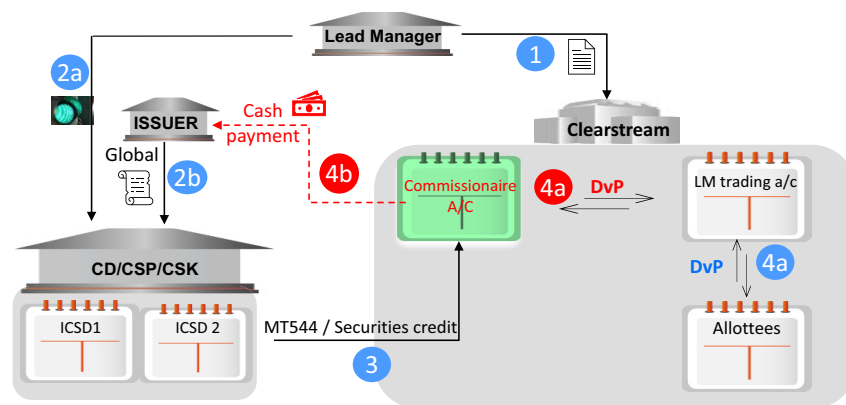 Lead Manager
1
2a
ISSUER
Cash
payment
Clearstream
Global
2b
4b
Commissionaire
A/C
4a
DvP
LM trading a/c
CD/CSP/CSK
DvP
4a
ICSD1
ICSD 2
MT544 / Securities credit
3
Allottees